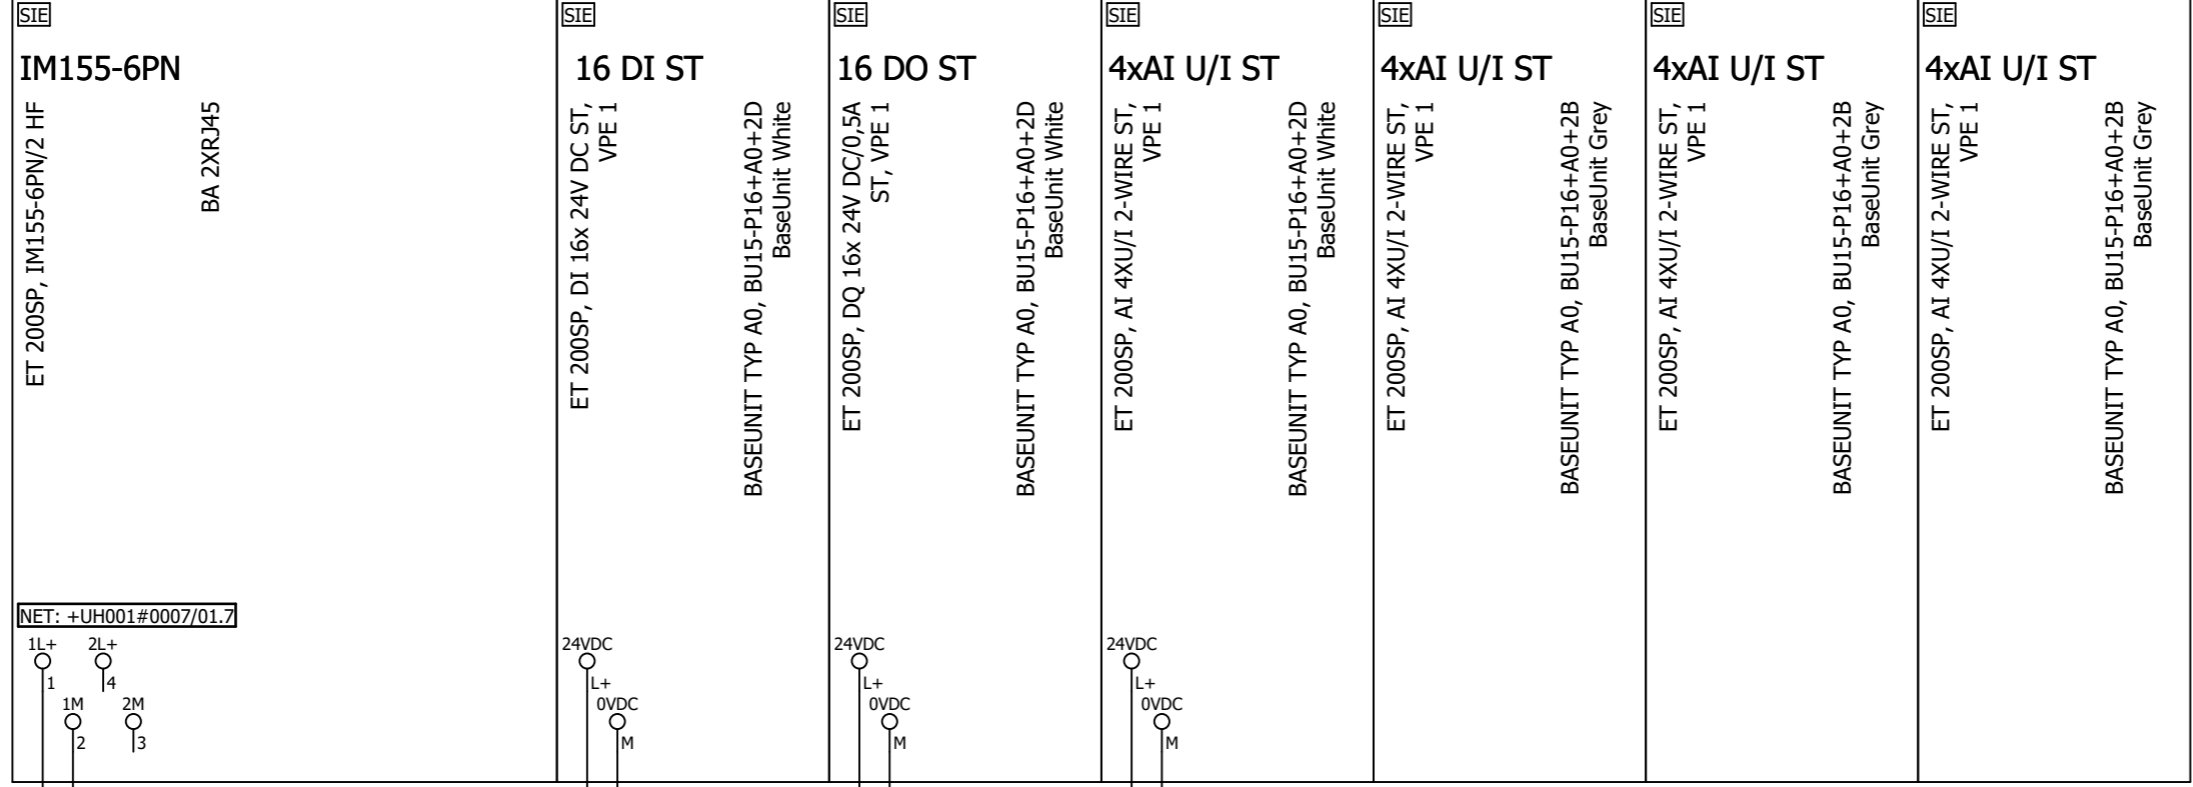 SIE
IM155-6PN
ET 200SP, IM155-6PN/2 HF
BA 2XRJ45
NET: +UH001#0007/01.7
1L+
2L+
1
4
1M
2M
2
3
SIE
16 DI ST
ET 200SP, DI 16x 24V DC ST,
VPE 1
BASEUNIT TYP A0, BU15-P16+A0+2D
BaseUnit White
24VDC
L+
0VDC
M
SIE
16 DO ST
ET 200SP, DQ 16x 24V DC/0,5A
ST, VPE 1
BASEUNIT TYP A0, BU15-P16+A0+2D
BaseUnit White
24VDC
L+
0VDC
M
SIE
4xAI U/I ST
ET 200SP, AI 4XU/I 2-WIRE ST,
VPE 1
BASEUNIT TYP A0, BU15-P16+A0+2D
BaseUnit White
24VDC
L+
0VDC
M
SIE
4xAI U/I ST
ET 200SP, AI 4XU/I 2-WIRE ST,
VPE 1
BASEUNIT TYP A0, BU15-P16+A0+2B
BaseUnit Grey
SIE
4xAI U/I ST
ET 200SP, AI 4XU/I 2-WIRE ST,
VPE 1
BASEUNIT TYP A0, BU15-P16+A0+2B
BaseUnit Grey
SIE
4xAI U/I ST
ET 200SP, AI 4XU/I 2-WIRE ST,
VPE 1
BASEUNIT TYP A0, BU15-P16+A0+2B
BaseUnit Grey